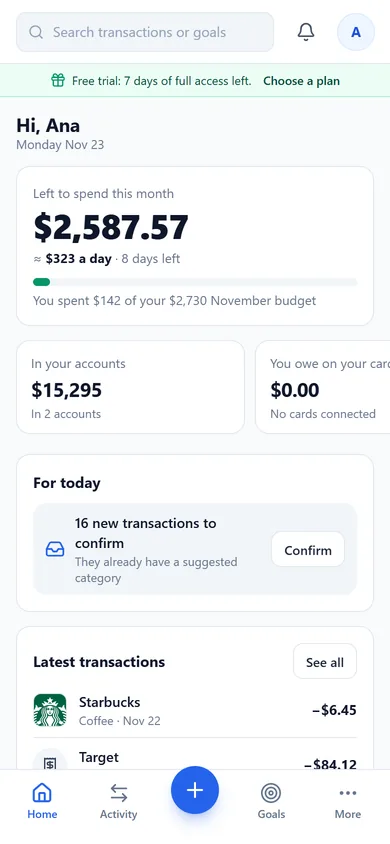 Search transactions or goals
A
Free trial: 7 days of full access left. Choose a plan
Hi, Ana
Monday Nov 23
Left to spend this month
$2,587.57
≈ $323 a day · 8 days left
You spent $142 of your $2,730 November budget
In your accounts
$15,295
In 2 accounts
You owe on your car
$0.00
No cards connected
For today
16 new transactions to
confirm
They already have a suggested
category
Confirm
Latest transactions
See all
Starbucks
Coffee · Nov 22
–$6.45
Target
–$84.12
Home
Activity
Goals
More